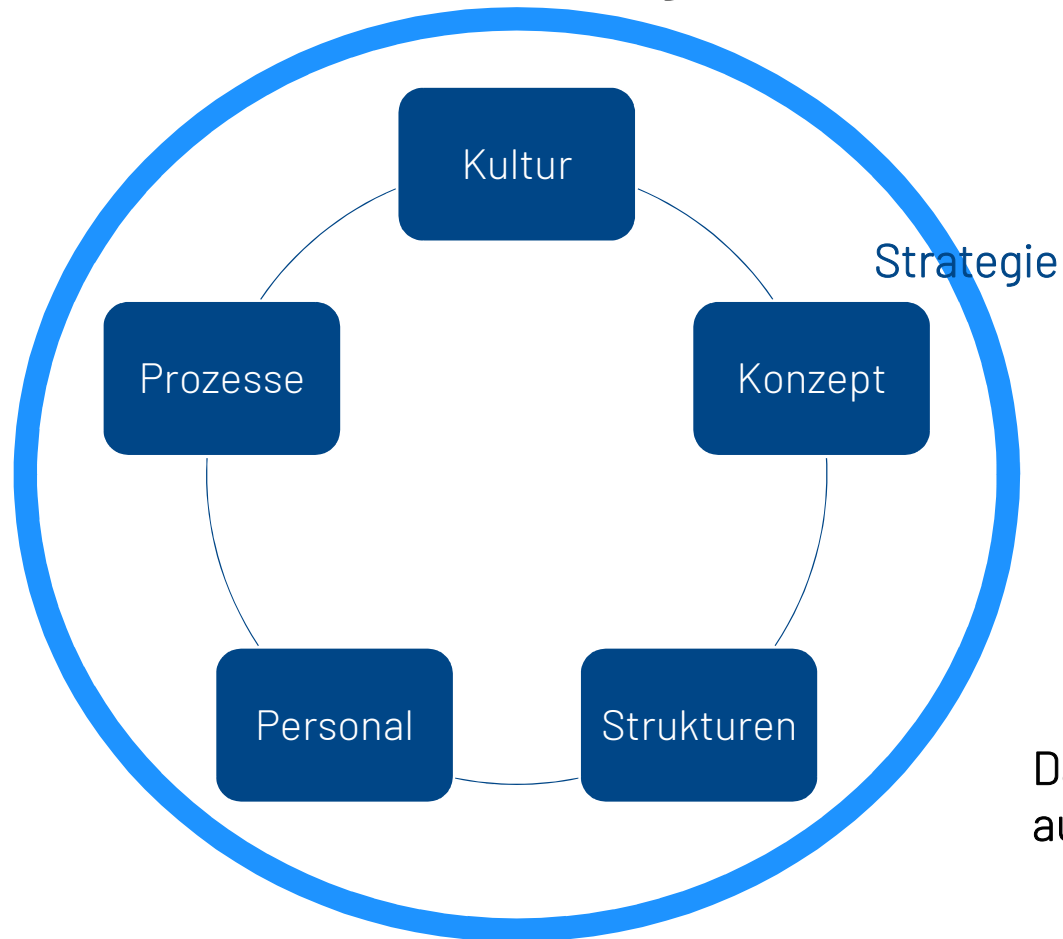 Kultur
Strategie
Prozesse
Konzept
Personal
Strukturen